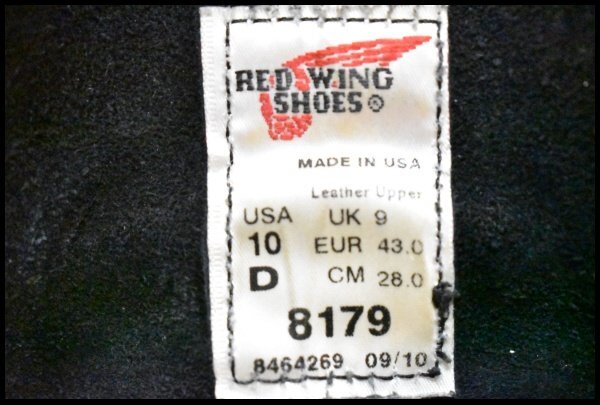 RED WING
SHOES®
MADE IN USA
Leather Upper
USA UK 9
10 EUR 43.0
D CM 28.0
8179
8464269 09/10